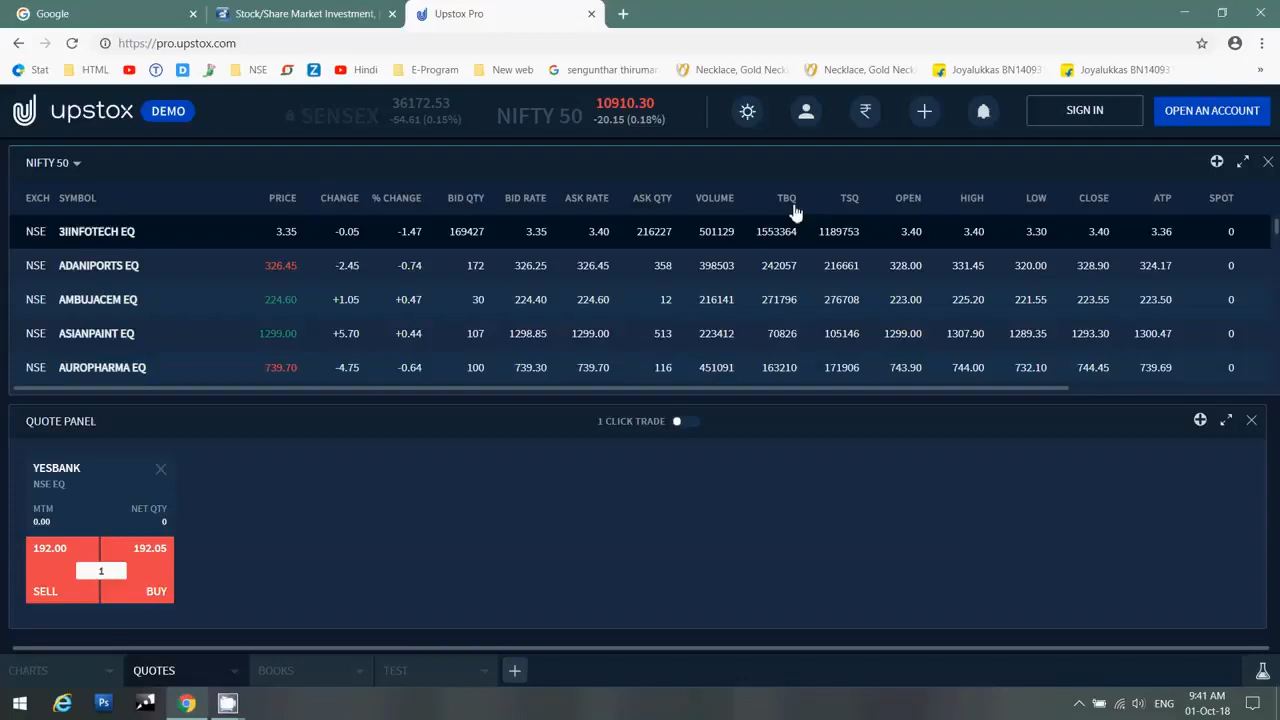 Google
Stock/Share Market Investment,
Upstox Pro
https://pro.upstox.com
Stat
HTML
NSE
Hindi
E-Program
New web
sengunthar thirumar
Necklace, Gold Neck
Necklace, Gold Neck
Joyalukkas BN14093
Joyalukkas BN14093
»
upstox DEMO
SENSEX 36172.53
-54.61 (0.15%)
NIFTY 50 10910.30
-20.15 (0.18%)
SIGN IN
OPEN AN ACCOUNT
NIFTY 50
EXCH SYMBOL PRICE CHANGE % CHANGE BID QTY BID RATE ASK RATE ASK QTY VOLUME TBQ TSQ OPEN HIGH LOW CLOSE ATP SPOT
NSE 3IINFOTECH EQ 3.35 -0.05 -1.47 169427 3.35 3.40 216227 501129 1553364 1189753 3.40 3.40 3.30 3.40 3.36 0
NSE ADANIPORTS EQ 326.45 -2.45 -0.74 172 326.25 326.45 358 398503 242057 216661 328.00 331.45 320.00 328.90 324.17 0
NSE AMBUJACEM EQ 224.60 +1.05 +0.47 30 224.40 224.60 12 216141 271796 276708 223.00 225.20 221.55 223.55 223.50 0
NSE ASIANPAINT EQ 1299.00 +5.70 +0.44 107 1298.85 1299.00 513 223412 70826 105146 1299.00 1307.90 1289.35 1293.30 1300.47 0
NSE AUROPHARMA EQ 739.70 -4.75 -0.64 100 739.30 739.70 116 451091 163210 171906 743.90 744.00 732.10 744.45 739.69 0
QUOTE PANEL
1 CLICK TRADE
YESBANK
NSE EQ
MTM NET QTY
0.00 0
192.00 192.05
1
SELL BUY
CHARTS QUOTES BOOKS TEST
ENG
9:41 AM
01-Oct-18